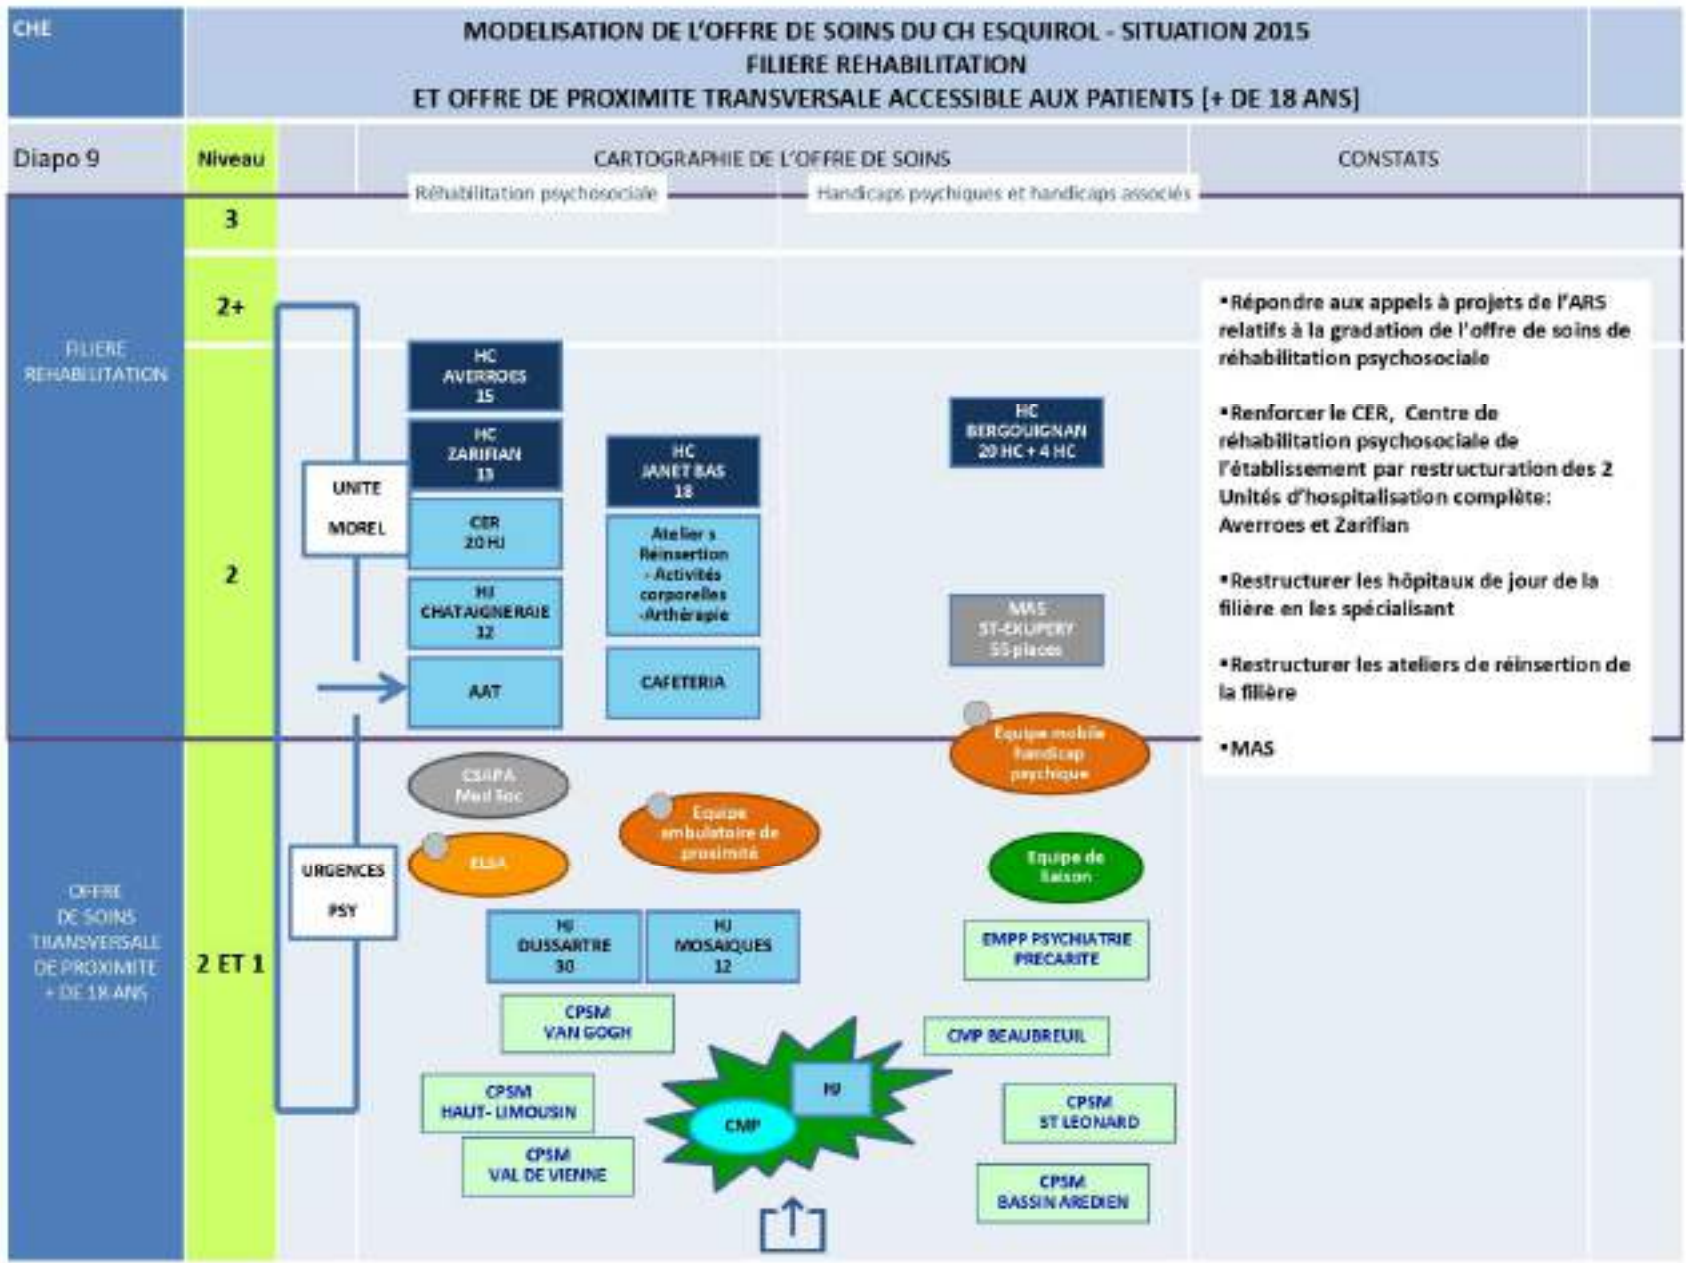 CHE
MODELISATION DE L'OFFRE DE SOINS DU CH ESQUIROL - SITUATION 2015
FILIERE REHABILITATION
ET OFFRE DE PROXIMITE TRANSVERSALE ACCESSIBLE AUX PATIENTS [+ DE 18 ANS]
Diapo 9
Niveau
CARTOGRAPHIE DE L'OFFRE DE SOINS
CONSTATS
Réhabilitation psychosociale
Handicaps psychiques et handicaps associés
FILIERE
REHABILITATION
3
2+
2
UNITE
MOREL
HC
AVERROES
15
HC
ZARIFIAN
13
CER
20 HJ
HJ
CHATAIGNERAIE
12
AAT
HC
JANET BAS
18
Atelier s
Réinsertion
- Activités
corporelles
-Arthérapie
CAFETERIA
HC
BERGOUIGNAN
20 HC + 4 HC
MAS
ST-EXUPERY
55 places
Equipe mobile
handicap
psychique
▪Répondre aux appels à projets de l'ARS
relatifs à la gradation de l'offre de soins de
réhabilitation psychosociale
▪Renforcer le CER, Centre de
réhabilitation psychosociale de
l'établissement par restructuration des 2
Unités d'hospitalisation complète:
Averroes et Zarifian
▪Restructurer les hôpitaux de jour de la
filière en les spécialisant
▪Restructurer les ateliers de réinsertion de
la filière
▪MAS
OFFRE
DE SOINS
TRANSVERSALE
DE PROXIMITE
+ DE 18 ANS
2 ET 1
URGENCES
PSY
CSAPA
Med Soc
ELSA
Equipe
ambulatoire de
proximité
Equipe de
liaison
HJ
DUSSARTRE
30
HJ
MOSAIQUES
12
EMPP PSYCHIATRIE
PRECARITE
CPSM
VAN GOGH
CMP BEAUBREUIL
CPSM
HAUT- LIMOUSIN
HJ
CMP
CPSM
ST LEONARD
CPSM
VAL DE VIENNE
CPSM
BASSIN AREDIEN